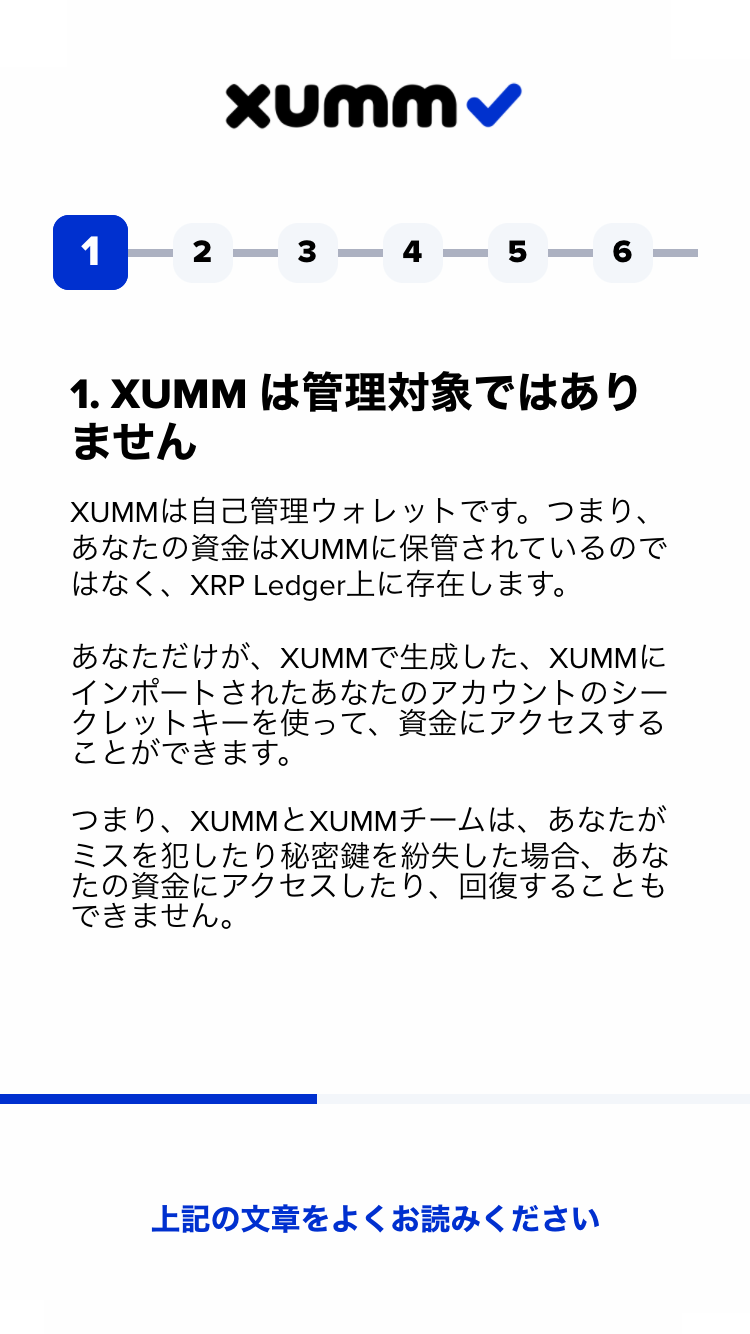 xumm
1 2 3 4 5 6
1. XUMM は管理対象ではあり
ません
XUMMは自己管理ウォレットです。つまり、
あなたの資金はXUMMに保管されているので
はなく、XRP Ledger上に存在します。
あなただけが、XUMMで生成した、XUMMに
インポートされたあなたのアカウントのシー
クレットキーを使って、資金にアクセスする
ことができます。
つまり、XUMMとXUMMチームは、あなたが
ミスを犯したり秘密鍵を紛失した場合、あな
たの資金にアクセスしたり、回復することも
できません。
上記の文章をよくお読みください